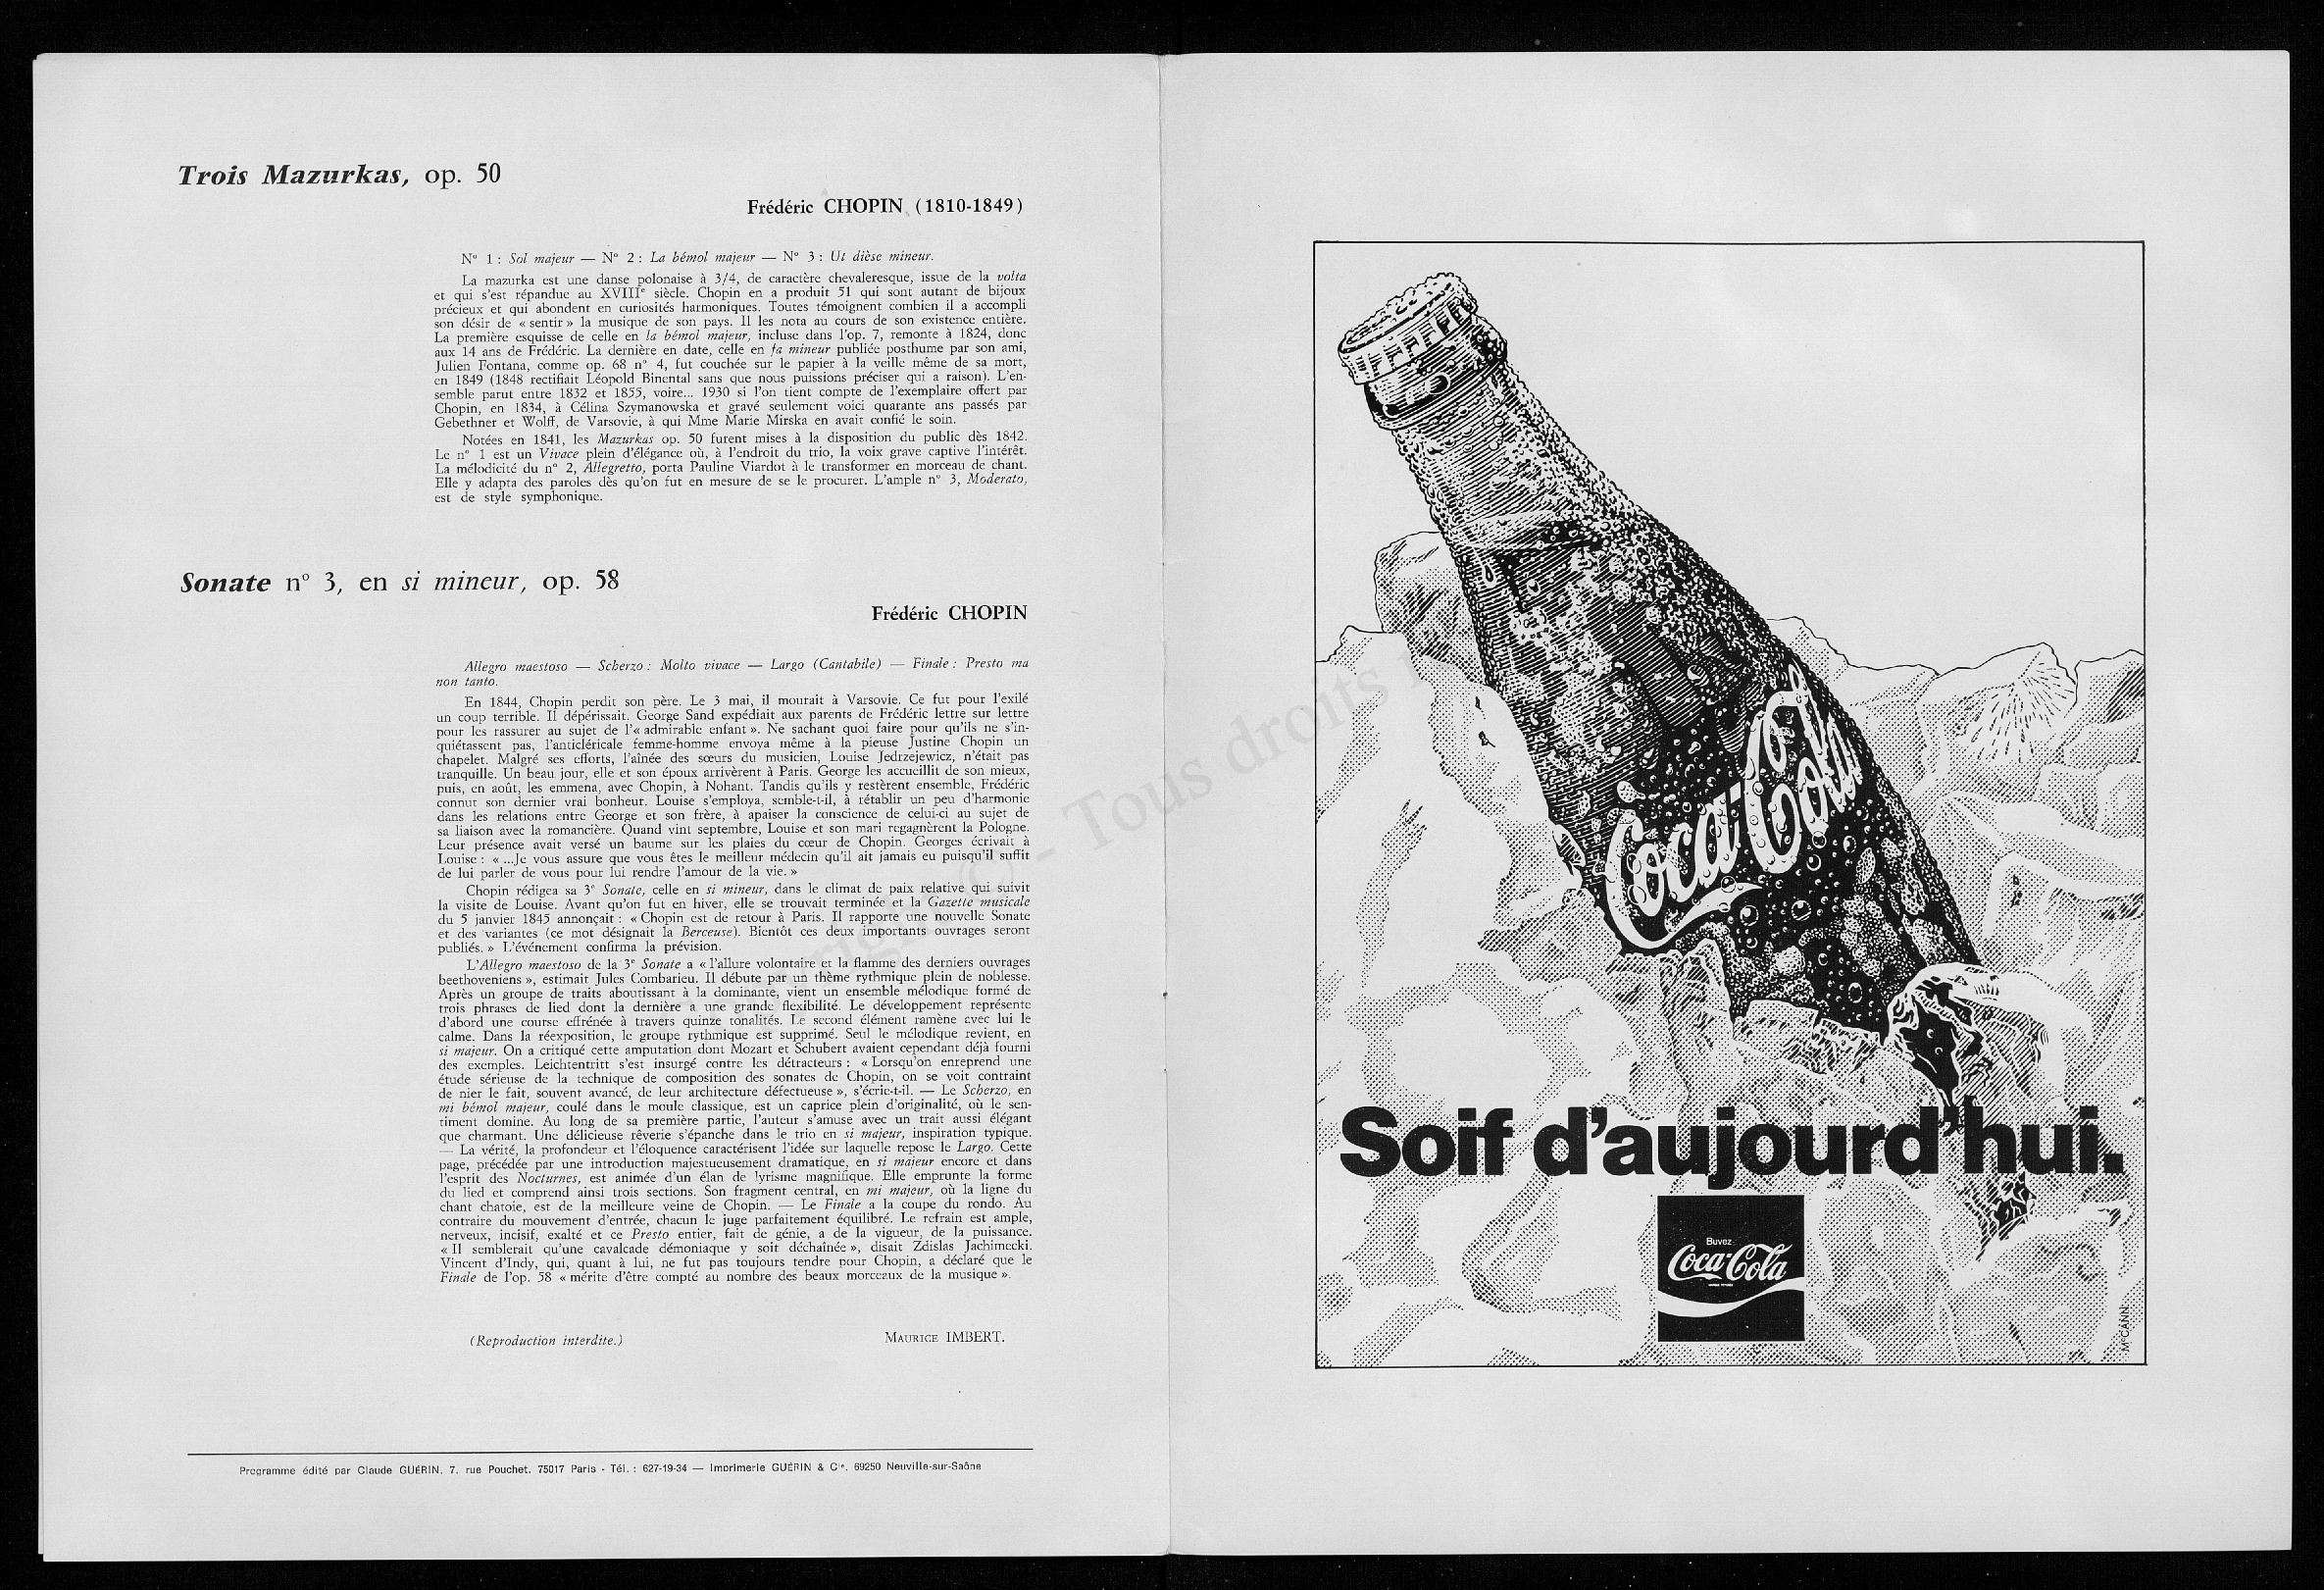 Trois Mazurkas, op. 50
Frédéric CHOPIN (1810-1849)
N° 1 : Sol majeur — N° 2 : La bémol majeur — N° 3 : Ut dièse mineur.
La mazurka est une danse polonaise à 3/4, de caractère chevaleresque, issue de la volta
et qui s'est répandue au XVIIIe siècle. Chopin en a produit 51 qui sont autant de bijoux
précieux et qui abondent en curiosités harmoniques. Toutes témoignent combien il a accompli
son désir de « sentir » la musique de son pays. Il les nota au cours de son existence entière.
La première esquisse de celle en la bémol majeur, incluse dans l'op. 7, remonte à 1824, donc
aux 14 ans de Frédéric. La dernière en date, celle en fa mineur publiée posthume par son ami,
Julien Fontana, comme op. 68 n° 4, fut couchée sur le papier à la veille même de sa mort,
en 1849 (1848 rectifiait Léopold Binental sans que nous puissions préciser qui a raison). L'en-
semble parut entre 1832 et 1855, voire... 1930 si l'on tient compte de l'exemplaire offert par
Chopin, en 1834, à Célina Szymanowska et gravé seulement voici quarante ans passés par
Gebethner et Wolff, de Varsovie, à qui Mme Marie Mirska en avait confié le soin.
Notées en 1841, les Mazurkas op. 50 furent mises à la disposition du public dès 1842.
Le n° 1 est un Vivace plein d'élégance où, à l'endroit du trio, la voix grave captive l'intérêt.
La mélodicité du n° 2, Allegretto, porta Pauline Viardot à le transformer en morceau de chant.
Elle y adapta des paroles dès qu'on fut en mesure de se le procurer. L'ample n° 3, Moderato,
est de style symphonique.
Sonate n° 3, en si mineur, op. 58
Frédéric CHOPIN
Allegro maestoso — Scherzo : Molto vivace — Largo (Cantabile) — Finale : Presto ma
non tanto.
En 1844, Chopin perdit son père. Le 3 mai, il mourait à Varsovie. Ce fut pour l'exilé
un coup terrible. Il dépérissait. George Sand expédiait aux parents de Frédéric lettre sur lettre
pour les rassurer au sujet de l'« admirable enfant ». Ne sachant quoi faire pour qu'ils ne s'in-
quiétassent pas, l'anticléricale femme-homme envoya même à la pieuse Justine Chopin un
chapelet. Malgré ses efforts, l'aînée des sœurs du musicien, Louise Jedrzejewicz, n'était pas
tranquille. Un beau jour, elle et son époux arrivèrent à Paris. George les accueillit de son mieux,
puis, en août, les emmena, avec Chopin, à Nohant. Tandis qu'ils y restèrent ensemble, Frédéric
connut son dernier vrai bonheur. Louise s'employa, semble-t-il, à rétablir un peu d'harmonie
dans les relations entre George et son frère, à apaiser la conscience de celui-ci au sujet de
sa liaison avec la romancière. Quand vint septembre, Louise et son mari regagnèrent la Pologne.
Leur présence avait versé un baume sur les plaies du cœur de Chopin. Georges écrivait à
Louise : « ...Je vous assure que vous êtes le meilleur médecin qu'il ait jamais eu puisqu'il suffit
de lui parler de vous pour lui rendre l'amour de la vie. »
Chopin rédigea sa 3e Sonate, celle en si mineur, dans le climat de paix relative qui suivit
la visite de Louise. Avant qu'on fut en hiver, elle se trouvait terminée et la Gazette musicale
du 5 janvier 1845 annonçait : « Chopin est de retour à Paris. Il rapporte une nouvelle Sonate
et des variantes (ce mot désignait la Berceuse). Bientôt ces deux importants ouvrages seront
publiés. » L'événement confirma la prévision.
L'Allegro maestoso de la 3e Sonate a « l'allure volontaire et la flamme des derniers ouvrages
beethoveniens », estimait Jules Combarieu. Il débute par un thème rythmique plein de noblesse.
Après un groupe de traits aboutissant à la dominante, vient un ensemble mélodique formé de
trois phrases de lied dont la dernière a une grande flexibilité. Le développement représente
d'abord une course effrénée à travers quinze tonalités. Le second élément ramène avec lui le
calme. Dans la réexposition, le groupe rythmique est supprimé. Seul le mélodique revient, en
si majeur. On a critiqué cette amputation dont Mozart et Schubert avaient cependant déjà fourni
des exemples. Leichtentritt s'est insurgé contre les détracteurs : « Lorsqu'on enreprend une
étude sérieuse de la technique de composition des sonates de Chopin, on se voit contraint
de nier le fait, souvent avancé, de leur architecture défectueuse », s'écrie-t-il. — Le Scherzo, en
mi bémol majeur, coulé dans le moule classique, est un caprice plein d'originalité, où le sen-
timent domine. Au long de sa première partie, l'auteur s'amuse avec un trait aussi élégant
que charmant. Une délicieuse rêverie s'épanche dans le trio en si majeur, inspiration typique.
— La vérité, la profondeur et l'éloquence caractérisent l'idée sur laquelle repose le Largo. Cette
page, précédée par une introduction majestueusement dramatique, en si majeur encore et dans
l'esprit des Nocturnes, est animée d'un élan de lyrisme magnifique. Elle emprunte la forme
du lied et comprend ainsi trois sections. Son fragment central, en mi majeur, où la ligne du
chant chatoie, est de la meilleure veine de Chopin. — Le Finale a la coupe du rondo. Au
contraire du mouvement d'entrée, chacun le juge parfaitement équilibré. Le refrain est ample,
nerveux, incisif, exalté et ce Presto entier, fait de génie, a de la vigueur, de la puissance.
« Il semblerait qu'une cavalcade démoniaque y soit déchaînée », disait Zdislas Jachimecki.
Vincent d'Indy, qui, quant à lui, ne fut pas toujours tendre pour Chopin, a déclaré que le
Finale de l'op. 58 « mérite d'être compté au nombre des beaux morceaux de la musique ».
(Reproduction interdite.)
MAURICE IMBERT.
Programme édité par Claude GUÉRIN, 7, rue Pouchet, 75017 Paris - Tél. : 627-19-34 — Imprimerie GUÉRIN & Cie, 69250 Neuville-sur-Saône
© - Tous droits
Coca-Cola
Soif d'aujourd'hui.
Buvez
Coca-Cola
McCANN